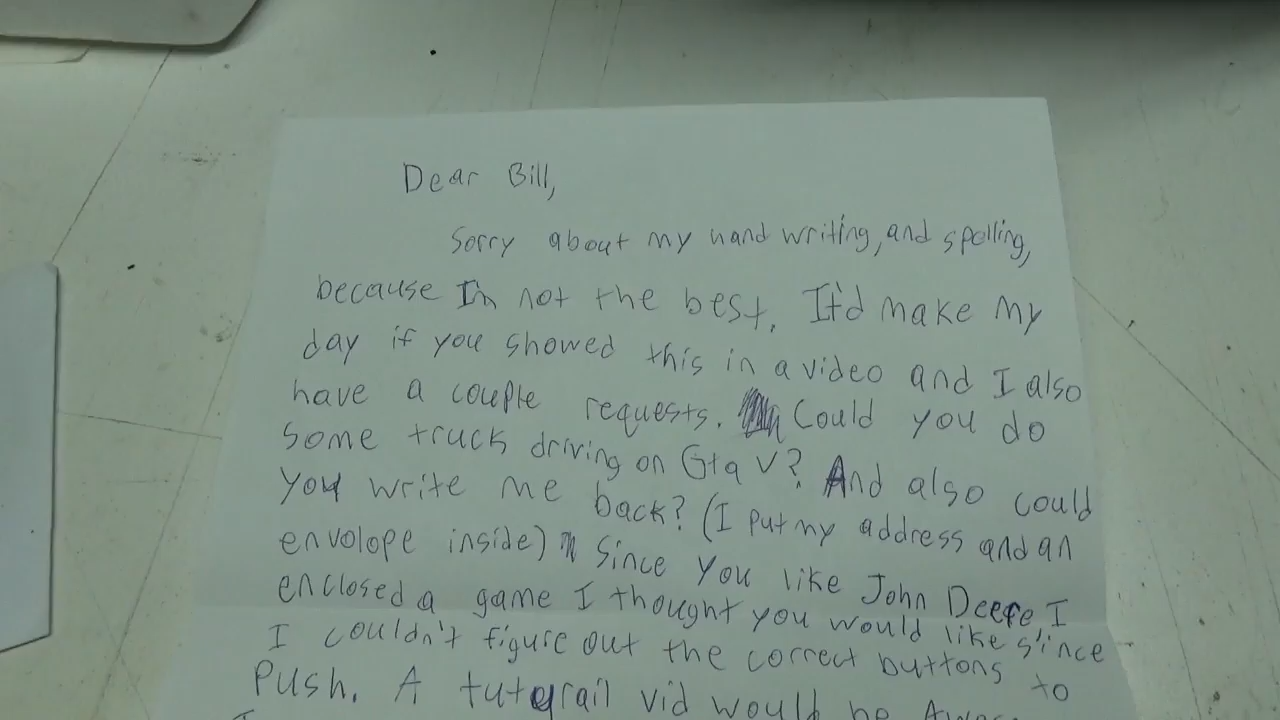 Dear Bill,
Sorry about my hand writing, and spelling,
because I'm not the best. It'd make my
day if you showed this in a video and I also
have a couple requests. Could you do
some truck driving on Gta V? And also could
you write me back? (I put my address and an
envolope inside) Since you like John Deere I
enclosed a game I thought you would like since
I couldn't figure out the correct buttons to
Push. A tutorail vid would be